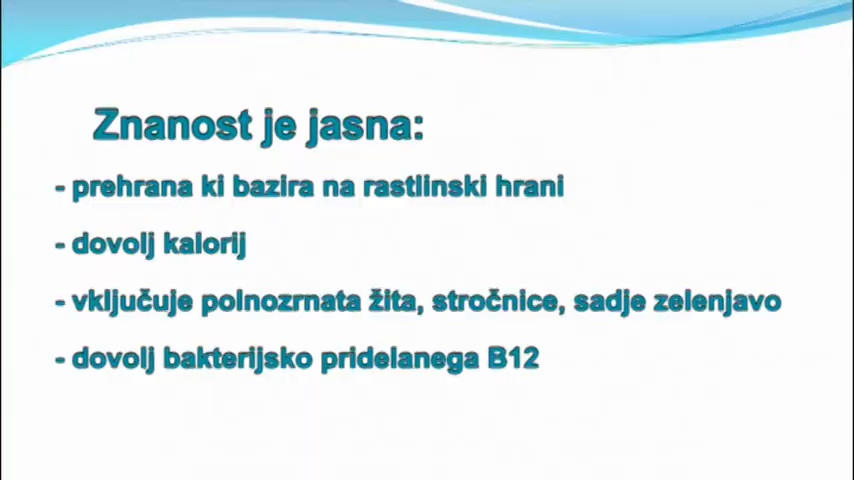 Znanost je jasna:
- prehrana ki bazira na rastlinski hrani
- dovolj kalorij
- vključuje polnozrnata žita, stročnice, sadje zelenjavo
- dovolj bakterijsko pridelanega B12